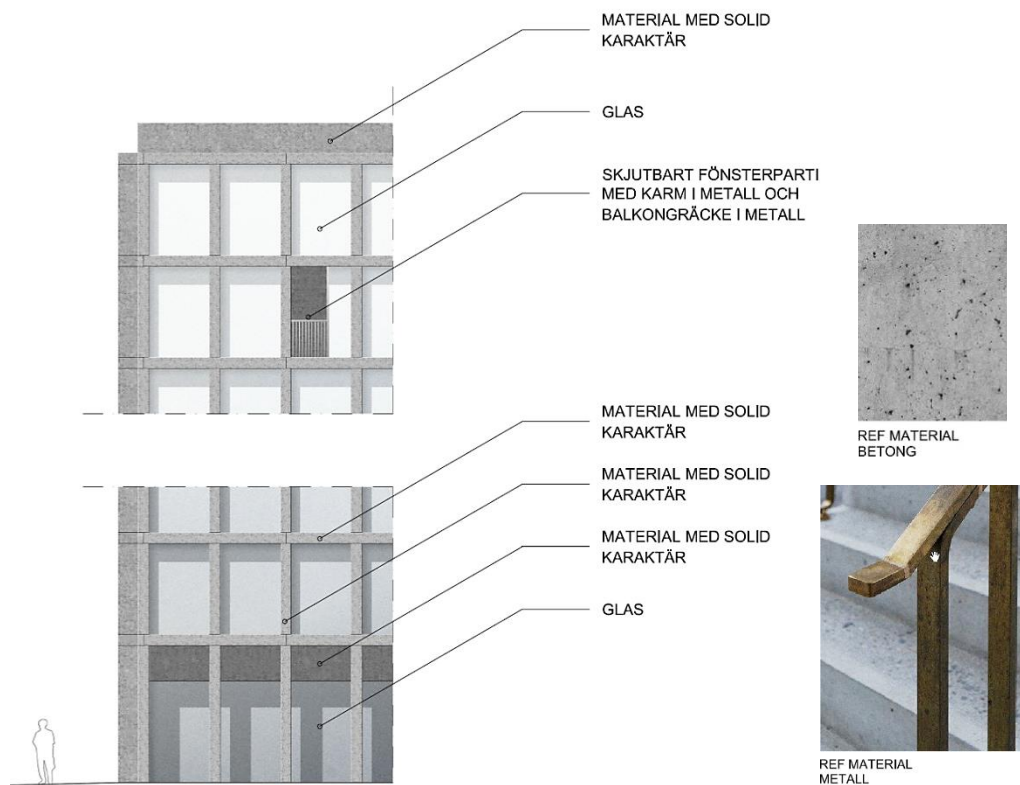 MATERIAL MED SOLID
KARAKTÄR
GLAS
SKJUTBART FÖNSTERPARTI
MED KARM I METALL OCH
BALKONGRÄCKE I METALL
REF MATERIAL
BETONG
MATERIAL MED SOLID
KARAKTÄR
MATERIAL MED SOLID
KARAKTÄR
MATERIAL MED SOLID
KARAKTÄR
GLAS
REF MATERIAL
METALL